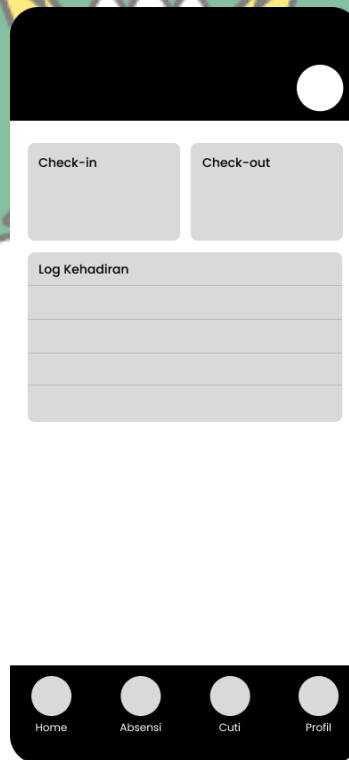 Check-in
Check-out
Log Kehadiran
Home
Absensi
Cuti
Profil